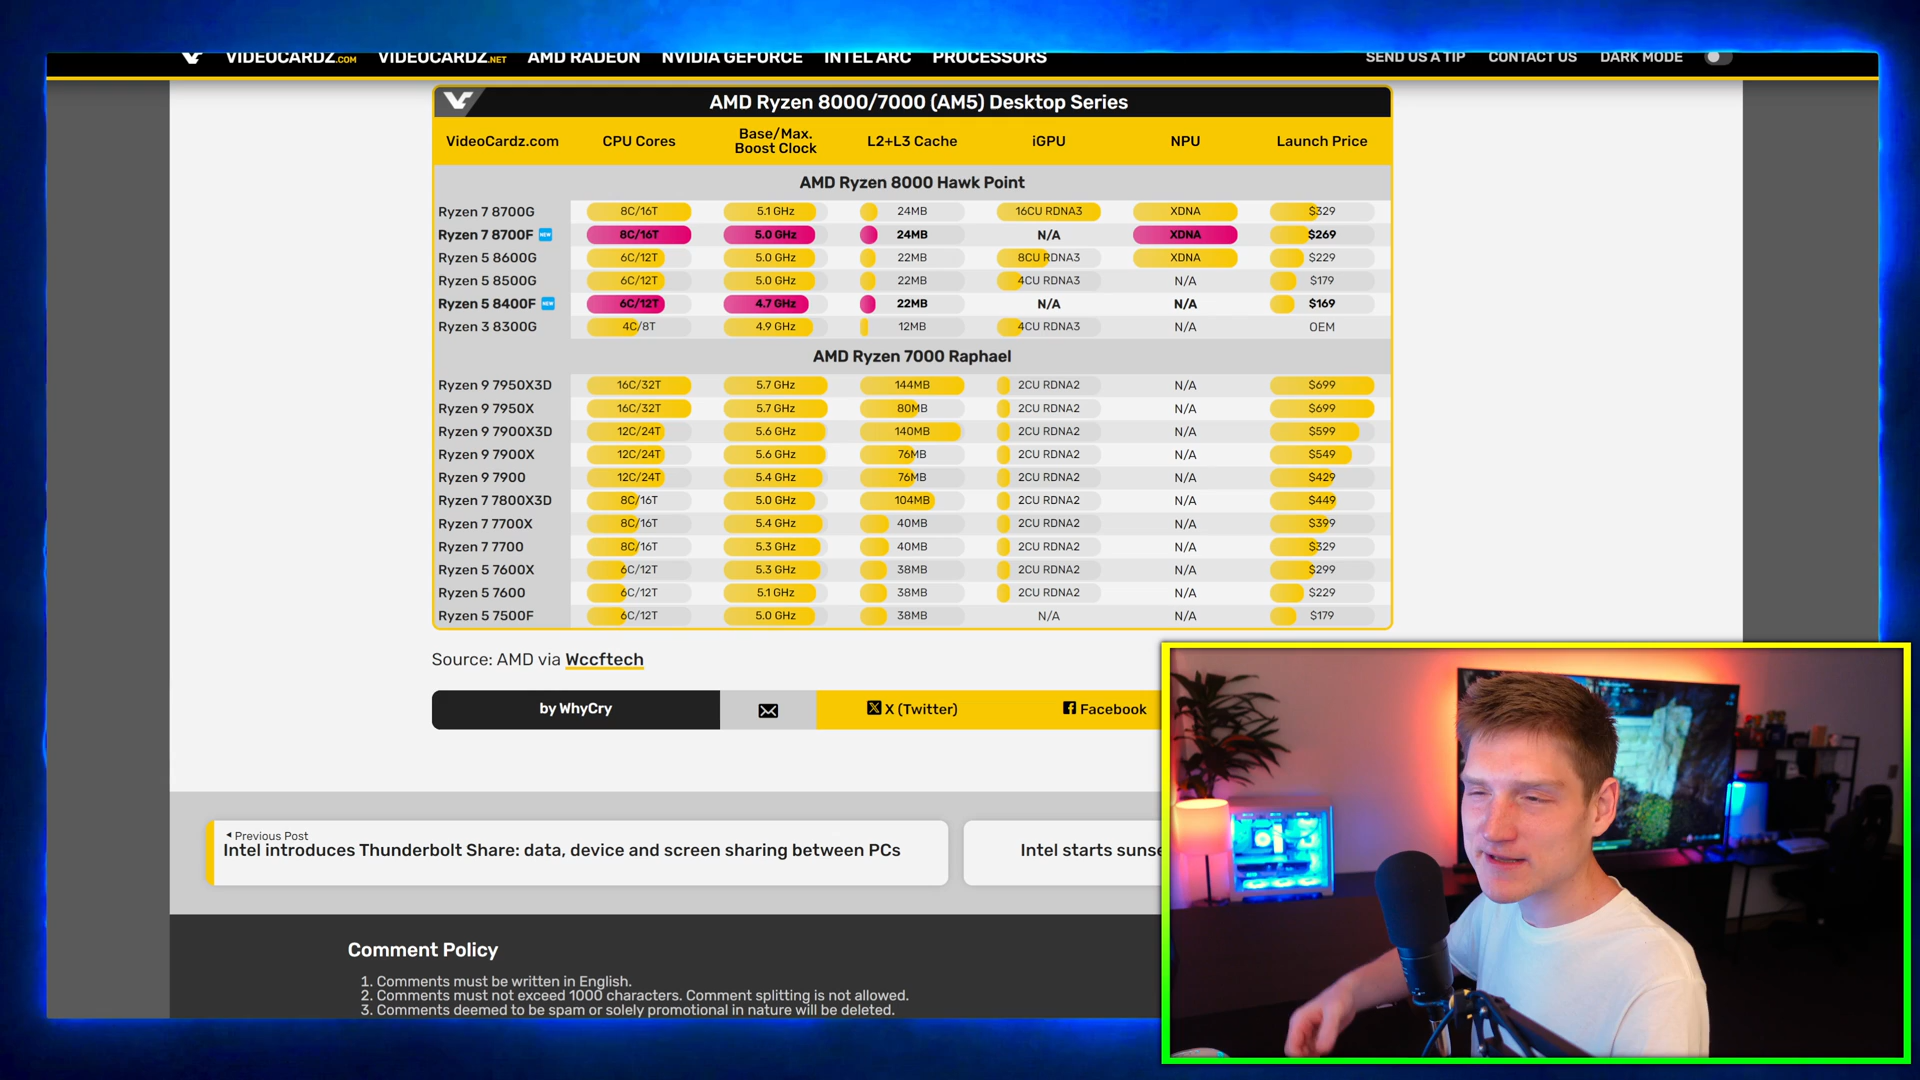 VIDEOCARDZ.COM VIDEOCARDZ.NET AMD RADEON NVIDIA GEFORCE INTEL ARC PROCESSORS SEND US A TIP CONTACT US DARK MODE
AMD Ryzen 8000/7000 (AM5) Desktop Series
VideoCardz.com CPU Cores Base/Max. Boost Clock L2+L3 Cache iGPU NPU Launch Price
AMD Ryzen 8000 Hawk Point
Ryzen 7 8700G 8C/16T 5.1 GHz 24MB 16CU RDNA3 XDNA $329
Ryzen 7 8700F NEW 8C/16T 5.0 GHz 24MB N/A XDNA $269
Ryzen 5 8600G 6C/12T 5.0 GHz 22MB 8CU RDNA3 XDNA $229
Ryzen 5 8500G 6C/12T 5.0 GHz 22MB 4CU RDNA3 N/A $179
Ryzen 5 8400F NEW 6C/12T 4.7 GHz 22MB N/A N/A $169
Ryzen 3 8300G 4C/8T 4.9 GHz 12MB 4CU RDNA3 N/A OEM
AMD Ryzen 7000 Raphael
Ryzen 9 7950X3D 16C/32T 5.7 GHz 144MB 2CU RDNA2 N/A $699
Ryzen 9 7950X 16C/32T 5.7 GHz 80MB 2CU RDNA2 N/A $699
Ryzen 9 7900X3D 12C/24T 5.6 GHz 140MB 2CU RDNA2 N/A $599
Ryzen 9 7900X 12C/24T 5.6 GHz 76MB 2CU RDNA2 N/A $549
Ryzen 9 7900 12C/24T 5.4 GHz 76MB 2CU RDNA2 N/A $429
Ryzen 7 7800X3D 8C/16T 5.0 GHz 104MB 2CU RDNA2 N/A $449
Ryzen 7 7700X 8C/16T 5.4 GHz 40MB 2CU RDNA2 N/A $399
Ryzen 7 7700 8C/16T 5.3 GHz 40MB 2CU RDNA2 N/A $329
Ryzen 5 7600X 6C/12T 5.3 GHz 38MB 2CU RDNA2 N/A $299
Ryzen 5 7600 6C/12T 5.1 GHz 38MB 2CU RDNA2 N/A $229
Ryzen 5 7500F 6C/12T 5.0 GHz 38MB N/A N/A $179
Source: AMD via Wccftech
by WhyCry X (Twitter) Facebook
Previous Post
Intel introduces Thunderbolt Share: data, device and screen sharing between PCs
Intel starts sunse
Comment Policy
1. Comments must be written in English.
2. Comments must not exceed 1000 characters. Comment splitting is not allowed.
3. Comments deemed to be spam or solely promotional in nature will be deleted.